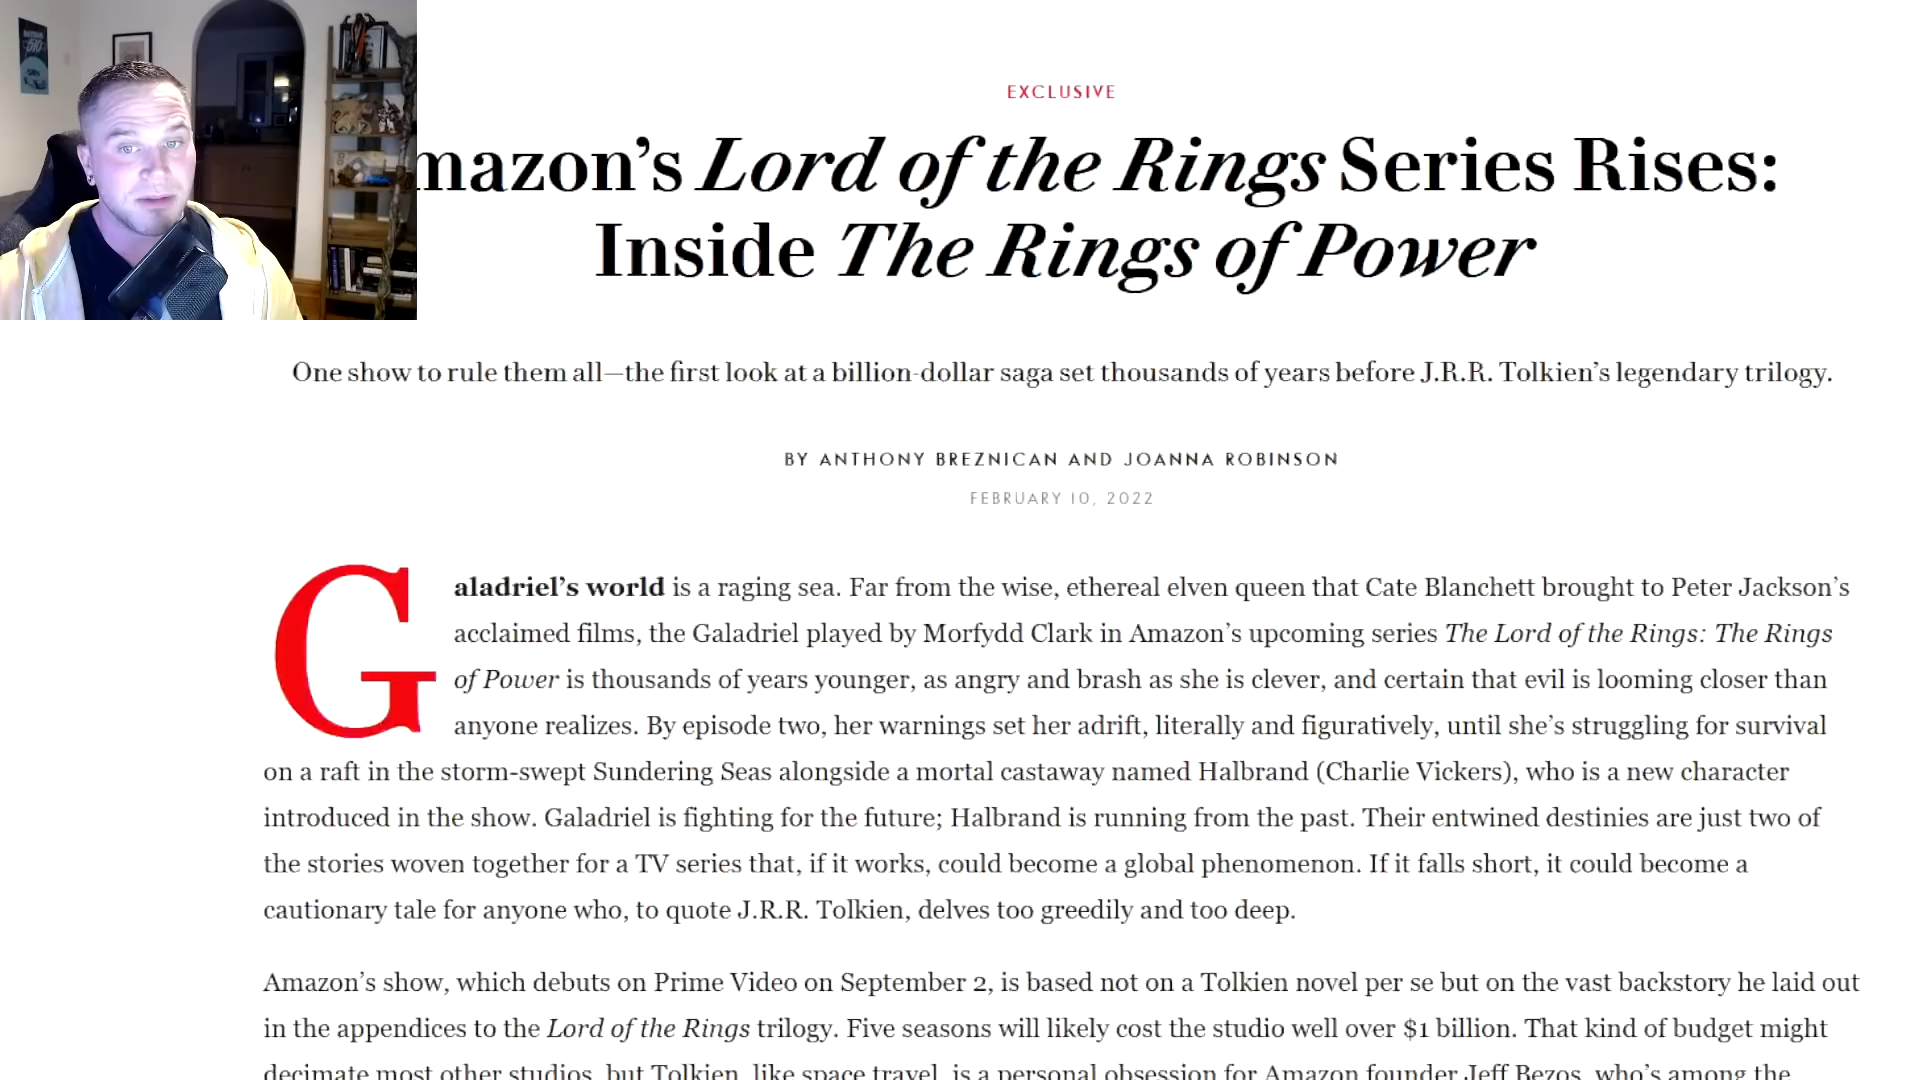 EXCLUSIVE
mazon’s Lord of the Rings Series Rises:
Inside The Rings of Power
One show to rule them all—the first look at a billion-dollar saga set thousands of years before J.R.R. Tolkien’s legendary trilogy.
BY ANTHONY BREZNICAN AND JOANNA ROBINSON
FEBRUARY 10, 2022
Galadriel’s world is a raging sea. Far from the wise, ethereal elven queen that Cate Blanchett brought to Peter Jackson’s
acclaimed films, the Galadriel played by Morfydd Clark in Amazon’s upcoming series The Lord of the Rings: The Rings
of Power is thousands of years younger, as angry and brash as she is clever, and certain that evil is looming closer than
anyone realizes. By episode two, her warnings set her adrift, literally and figuratively, until she’s struggling for survival
on a raft in the storm-swept Sundering Seas alongside a mortal castaway named Halbrand (Charlie Vickers), who is a new character
introduced in the show. Galadriel is fighting for the future; Halbrand is running from the past. Their entwined destinies are just two of
the stories woven together for a TV series that, if it works, could become a global phenomenon. If it falls short, it could become a
cautionary tale for anyone who, to quote J.R.R. Tolkien, delves too greedily and too deep.
Amazon’s show, which debuts on Prime Video on September 2, is based not on a Tolkien novel per se but on the vast backstory he laid out
in the appendices to the Lord of the Rings trilogy. Five seasons will likely cost the studio well over $1 billion. That kind of budget might
decimate most other studios, but Tolkien, like space travel, is a personal obsession for Amazon founder Jeff Bezos, who’s among the